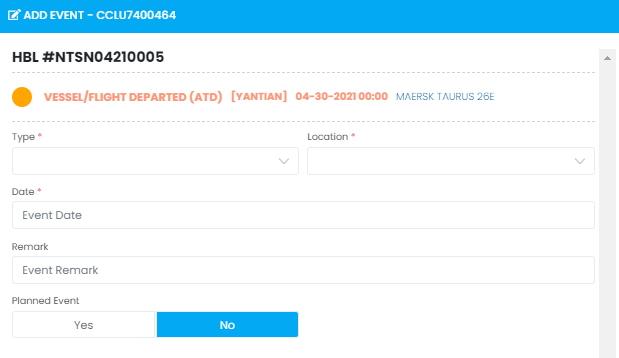 ADD EVENT - CCLU7400464
HBL #NTSN04210005
VESSEL/FLIGHT DEPARTED (ATD) [YANTIAN] 04-30-2021 00:00 MAERSK TAURUS 26E
Type * Location *
Date *
Event Date
Remark
Event Remark
Planned Event
Yes No